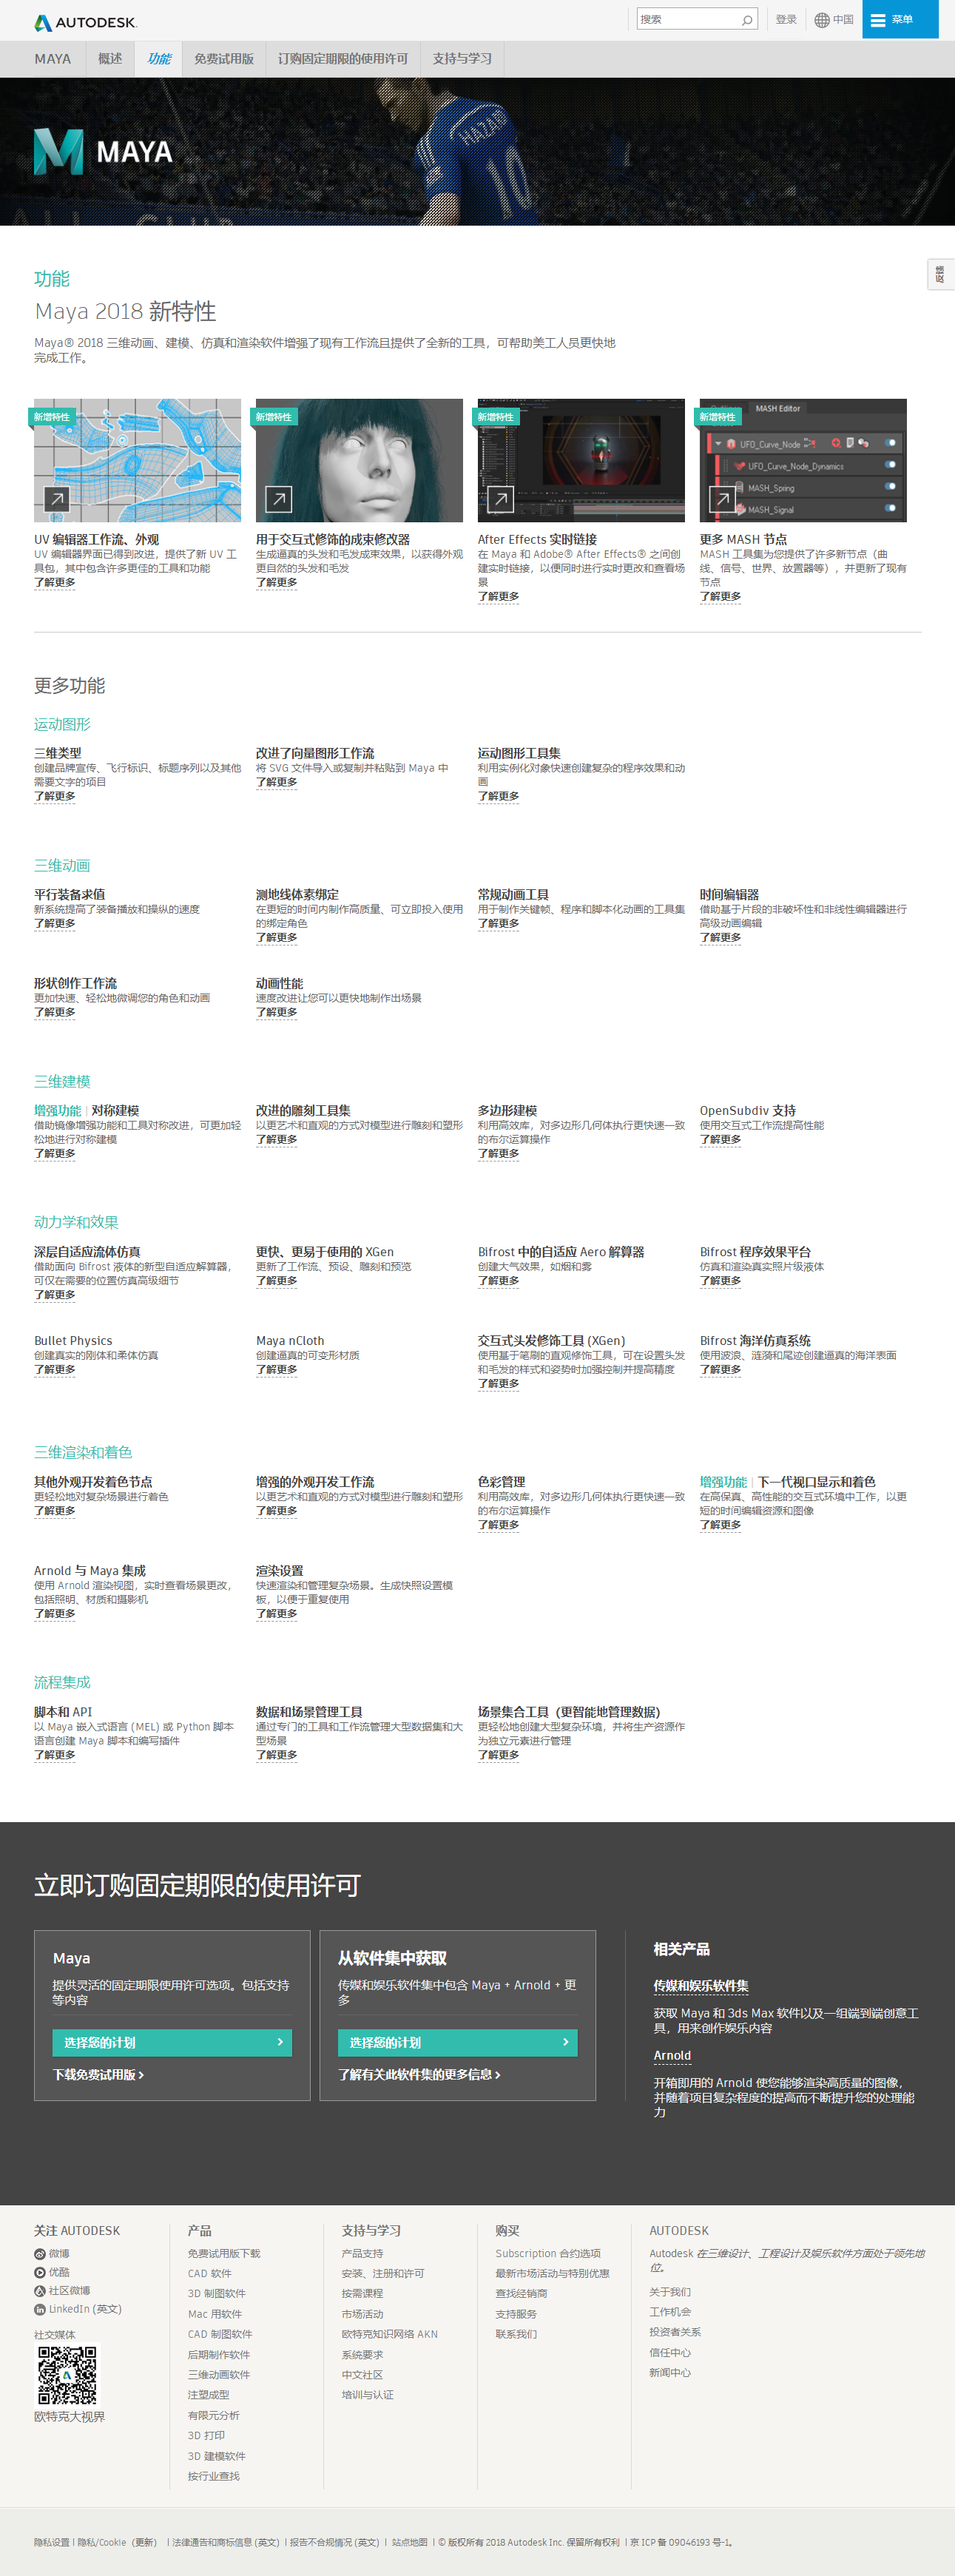 AUTODESK.
搜索
登录
中国
菜单
MAYA
概述
功能
免费试用版
订购固定期限的使用许可
支持与学习
HAZARD
10
MAYA
反馈
功能
Maya 2018 新特性
Maya® 2018 三维动画、建模、仿真和渲染软件增强了现有工作流且提供了全新的工具，可帮助美工人员更快地
完成工作。
新增特性
新增特性
新增特性
新增特性
MASH Editor
UFO_Curve_Node
UFO_Curve_Node_Dynamics
MASH_Spring
MASH_Signal
UV 编辑器工作流、外观
UV 编辑器界面已得到改进，提供了新 UV 工
具包，其中包含许多更佳的工具和功能
了解更多
用于交互式修饰的成束修改器
生成逼真的头发和毛发成束效果，以获得外观
更自然的头发和毛发
了解更多
After Effects 实时链接
在 Maya 和 Adobe® After Effects® 之间创
建实时链接，以便同时进行实时更改和查看场
景
了解更多
更多 MASH 节点
MASH 工具集为您提供了许多新节点（曲
线、信号、世界、放置器等），并更新了现有
节点
了解更多
更多功能
运动图形
三维类型
创建品牌宣传、飞行标识、标题序列以及其他
需要文字的项目
了解更多
改进了向量图形工作流
将 SVG 文件导入或复制并粘贴到 Maya 中
了解更多
运动图形工具集
利用实例化对象快速创建复杂的程序效果和动
画
了解更多
三维动画
平行装备求值
新系统提高了装备播放和操纵的速度
了解更多
测地线体素绑定
在更短的时间内制作高质量、可立即投入使用
的绑定角色
了解更多
常规动画工具
用于制作关键帧、程序和脚本化动画的工具集
了解更多
时间编辑器
借助基于片段的非破坏性和非线性编辑器进行
高级动画编辑
了解更多
形状创作工作流
更加快速、轻松地微调您的角色和动画
了解更多
动画性能
速度改进让您可以更快地制作出场景
了解更多
三维建模
增强功能 | 对称建模
借助镜像增强功能和工具对称改进，可更加轻
松地进行对称建模
了解更多
改进的雕刻工具集
以更艺术和直观的方式对模型进行雕刻和塑形
了解更多
多边形建模
利用高效库，对多边形几何体执行更快速一致
的布尔运算操作
了解更多
OpenSubdiv 支持
使用交互式工作流提高性能
了解更多
动力学和效果
深层自适应流体仿真
借助面向 Bifrost 液体的新型自适应解算器，
可仅在需要的位置仿真高级细节
了解更多
更快、更易于使用的 XGen
更新了工作流、预设、雕刻和预览
了解更多
Bifrost 中的自适应 Aero 解算器
创建大气效果，如烟和雾
了解更多
Bifrost 程序效果平台
仿真和渲染真实照片级液体
了解更多
Bullet Physics
创建真实的刚体和柔体仿真
了解更多
Maya nCloth
创建逼真的可变形材质
了解更多
交互式头发修饰工具 (XGen)
使用基于笔刷的直观修饰工具，可在设置头发
和毛发的样式和姿势时加强控制并提高精度
了解更多
Bifrost 海洋仿真系统
使用波浪、涟漪和尾迹创建逼真的海洋表面
了解更多
三维渲染和着色
其他外观开发着色节点
更轻松地对复杂场景进行着色
了解更多
增强的外观开发工作流
以更艺术和直观的方式对模型进行雕刻和塑形
了解更多
色彩管理
利用高效库，对多边形几何体执行更快速一致
的布尔运算操作
了解更多
增强功能 | 下一代视口显示和着色
在高保真、高性能的交互式环境中工作，以更
短的时间编辑资源和图像
了解更多
Arnold 与 Maya 集成
使用 Arnold 渲染视图，实时查看场景更改，
包括照明、材质和摄影机
了解更多
渲染设置
快速渲染和管理复杂场景。生成快照设置模
板，以便于重复使用
了解更多
流程集成
脚本和 API
以 Maya 嵌入式语言 (MEL) 或 Python 脚本
语言创建 Maya 脚本和编写插件
了解更多
数据和场景管理工具
通过专门的工具和工作流管理大型数据集和大
型场景
了解更多
场景集合工具（更智能地管理数据）
更轻松地创建大型复杂环境，并将生产资源作
为独立元素进行管理
了解更多
立即订购固定期限的使用许可
Maya
提供灵活的固定期限使用许可选项。包括支持
等内容
选择您的计划
下载免费试用版
从软件集中获取
传媒和娱乐软件集中包含 Maya + Arnold + 更
多
选择您的计划
了解有关此软件集的更多信息
相关产品
传媒和娱乐软件集
获取 Maya 和 3ds Max 软件以及一组端到端创意工
具，用来创作娱乐内容
Arnold
开箱即用的 Arnold 使您能够渲染高质量的图像，
并随着项目复杂程度的提高而不断提升您的处理能
力
关注 AUTODESK
微博
优酷
社区微博
LinkedIn (英文)
社交媒体
欧特克大视界
产品
免费试用版下载
CAD 软件
3D 制图软件
Mac 用软件
CAD 制图软件
后期制作软件
三维动画软件
注塑成型
有限元分析
3D 打印
3D 建模软件
按行业查找
支持与学习
产品支持
安装、注册和许可
按需课程
市场活动
欧特克知识网络 AKN
系统要求
中文社区
培训与认证
购买
Subscription 合约选项
最新市场活动与特别优惠
查找经销商
支持服务
联系我们
AUTODESK
Autodesk 在三维设计、工程设计及娱乐软件方面处于领先地
位。
关于我们
工作机会
投资者关系
信任中心
新闻中心
隐私设置 | 隐私/Cookie（更新） | 法律通告和商标信息 (英文) | 报告不合规情况 (英文) | 站点地图 | © 版权所有 2018 Autodesk Inc. 保留所有权利 | 京 ICP 备 09046193 号-1。